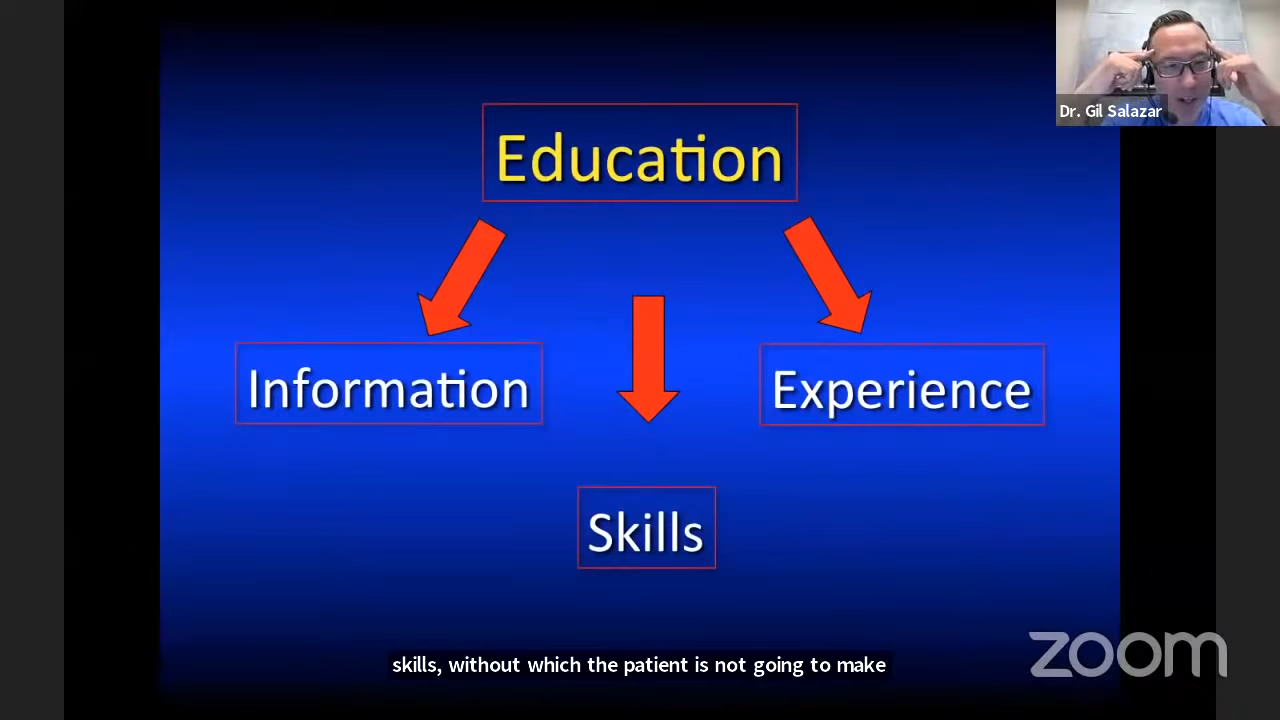 Dr. Gil Salazar
Education
Information
Experience
Skills
skills, without which the patient is not going to make
zoom